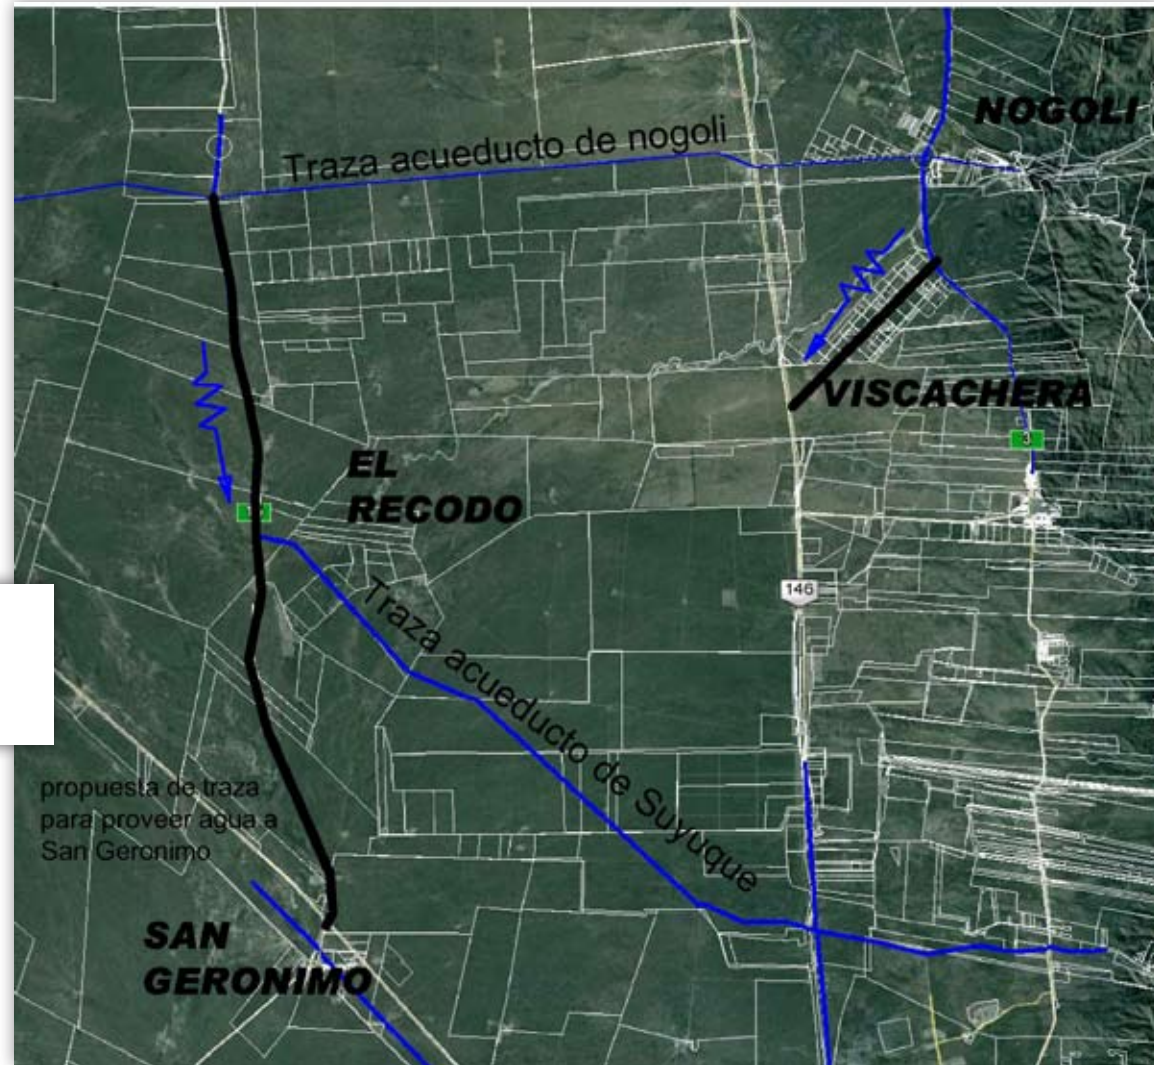 NOGOLI
Traza acueducto de nogoli
VISCACHERA
3
EL
RECODO
146
Traza acueducto de Suyuque
propuesta de traza
para proveer agua a
San Geronimo
SAN
GERONIMO